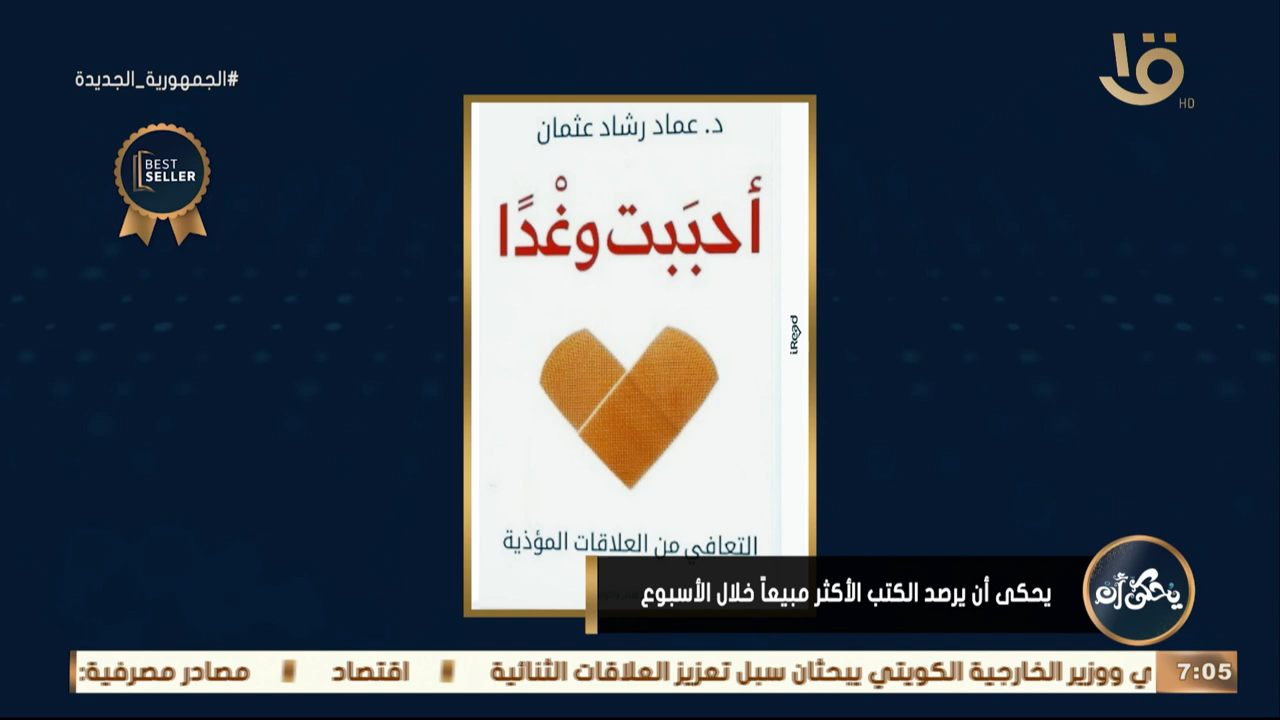 #الجمهورية_الجديدة
HD
BEST
SELLER
د. عماد رشاد عثمان
أحبَبت وغْدًا
iRead
التعافي من العلاقات المؤذية
يحكى أن يرصد الكتب الأكثر مبيعاً خلال الأسبوع
يحكى أن
7:05
ي ووزير الخارجية الكويتي يبحثان سبل تعزيز العلاقات الثنائية اقتصاد مصادر مصرفية: